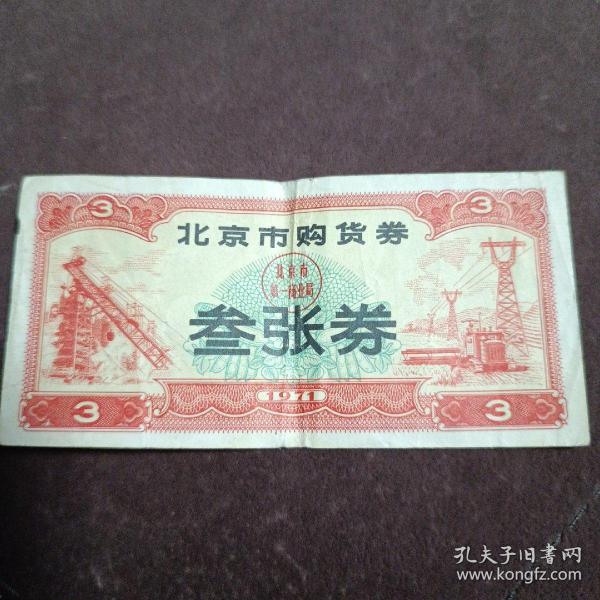 3 3
北京市购货券
北京市
第一商业局
叁张券
3 1971 3
孔夫子旧書网
www.kongfz.com